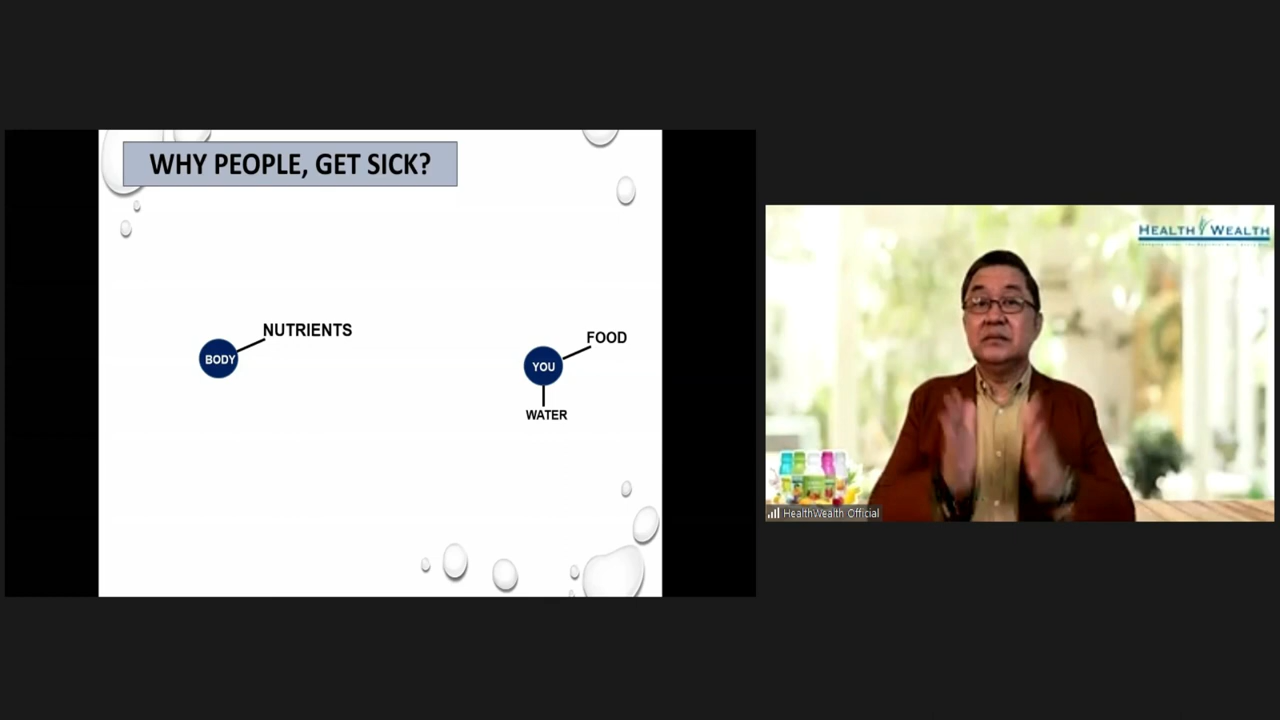 WHY PEOPLE, GET SICK?
NUTRIENTS
BODY
FOOD
YOU
WATER
HEALTH WEALTH
HealthWealth Official